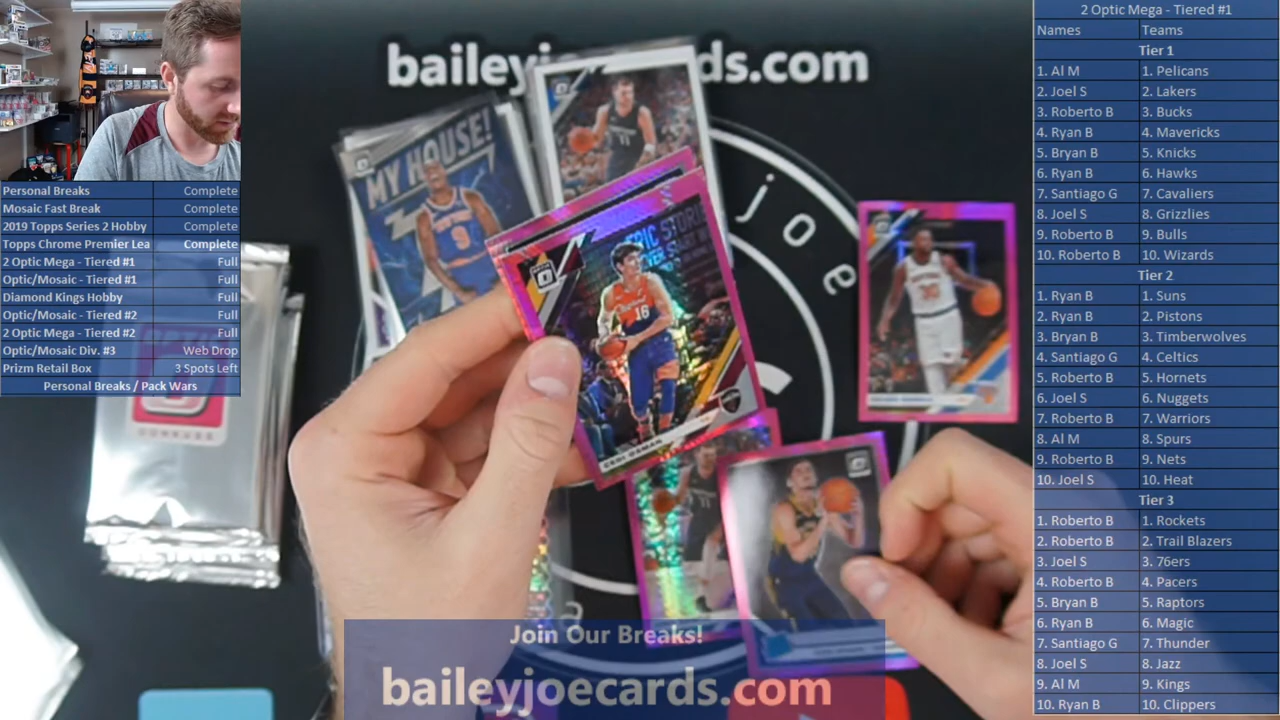 baileyjoecards.com
MY HOUSE!
9
11
joe
OPTIC
16
CEDI OSMAN
30
Personal Breaks Complete
Mosaic Fast Break Complete
2019 Topps Series 2 Hobby Complete
Topps Chrome Premier Lea Complete
2 Optic Mega - Tiered #1 Full
Optic/Mosaic - Tiered #1 Full
Diamond Kings Hobby Full
Optic/Mosaic - Tiered #2 Full
2 Optic Mega - Tiered #2 Full
Optic/Mosaic Div. #3 Web Drop
Prizm Retail Box 3 Spots Left
Personal Breaks / Pack Wars
Join Our Breaks!
baileyjoecards.com
2 Optic Mega - Tiered #1
Names Teams
Tier 1
1. Al M 1. Pelicans
2. Joel S 2. Lakers
3. Roberto B 3. Bucks
4. Ryan B 4. Mavericks
5. Bryan B 5. Knicks
6. Ryan B 6. Hawks
7. Santiago G 7. Cavaliers
8. Joel S 8. Grizzlies
9. Roberto B 9. Bulls
10. Roberto B 10. Wizards
Tier 2
1. Ryan B 1. Suns
2. Ryan B 2. Pistons
3. Bryan B 3. Timberwolves
4. Santiago G 4. Celtics
5. Roberto B 5. Hornets
6. Joel S 6. Nuggets
7. Roberto B 7. Warriors
8. Al M 8. Spurs
9. Roberto B 9. Nets
10. Joel S 10. Heat
Tier 3
1. Roberto B 1. Rockets
2. Roberto B 2. Trail Blazers
3. Joel S 3. 76ers
4. Roberto B 4. Pacers
5. Bryan B 5. Raptors
6. Ryan B 6. Magic
7. Santiago G 7. Thunder
8. Joel S 8. Jazz
9. Al M 9. Kings
10. Ryan B 10. Clippers